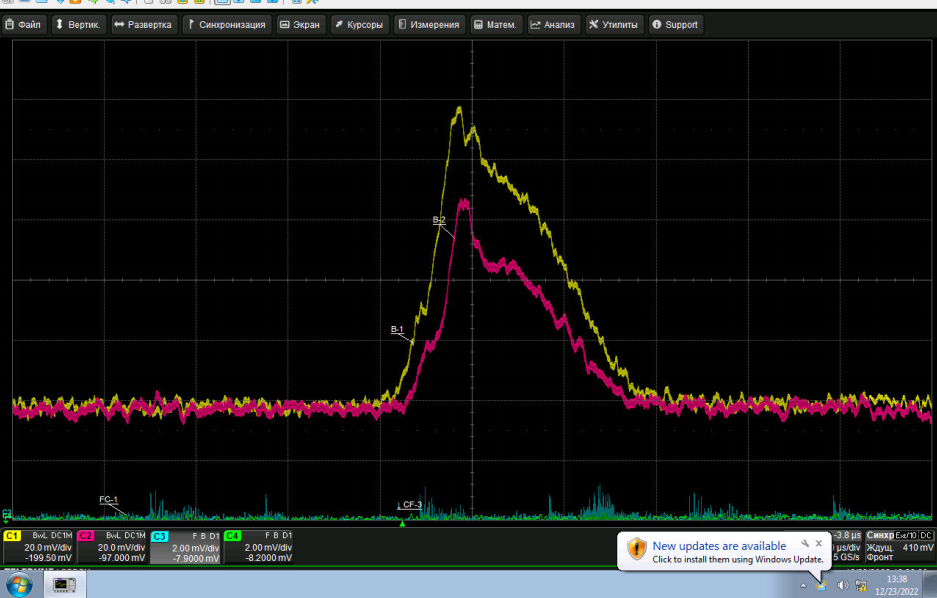 Файл Вертик. Развертка Синхронизация Экран Курсоры Измерения Матем. Анализ Утилиты Support
B-2
B-1
FC-1
CF-3
C1 BwL DC1M C2 BwL DC1M C3 F B D1 C4 F B D1
20.0 mV/div 20.0 mV/div 2.00 mV/div 2.00 mV/div
-199.50 mV -97.000 mV -7.9000 mV -8.2000 mV
-3.8 µs Синхр Ext/10 DC
µs/div Ждущ. 410 mV
5 GS/s Фронт
New updates are available
Click to install them using Windows Update.
13:38
12/23/2022